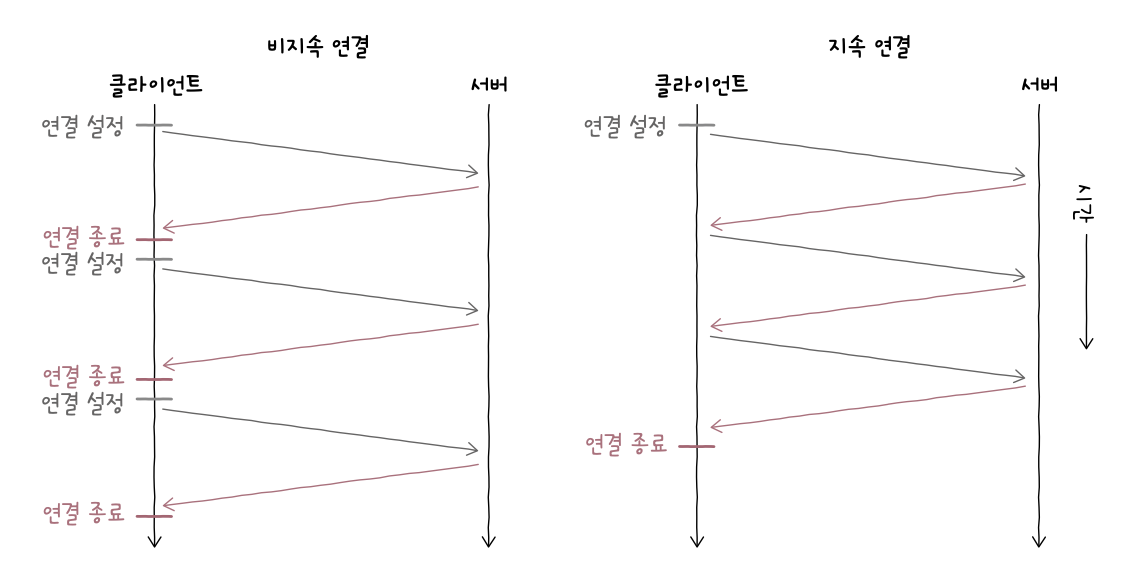 비지속 연결
클라이언트
서버
연결 설정
연결 종료
연결 설정
연결 종료
연결 설정
연결 종료
지속 연결
클라이언트
서버
연결 설정
연결 종료
시간